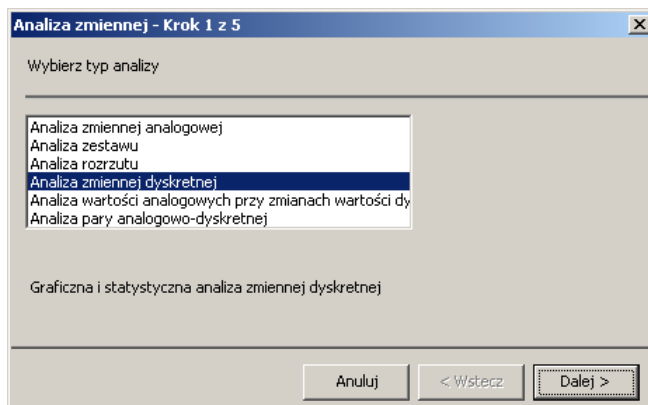 Analiza zmiennej - Krok 1 z 5
Wybierz typ analizy
Analiza zmiennej analogowej
Analiza zestawu
Analiza rozrzutu
Analiza zmiennej dyskretnej
Analiza wartości analogowych przy zmianach wartości dy
Analiza pary analogowo-dyskretnej
Graficzna i statystyczna analiza zmiennej dyskretnej
Anuluj < Wstecz Dalej >